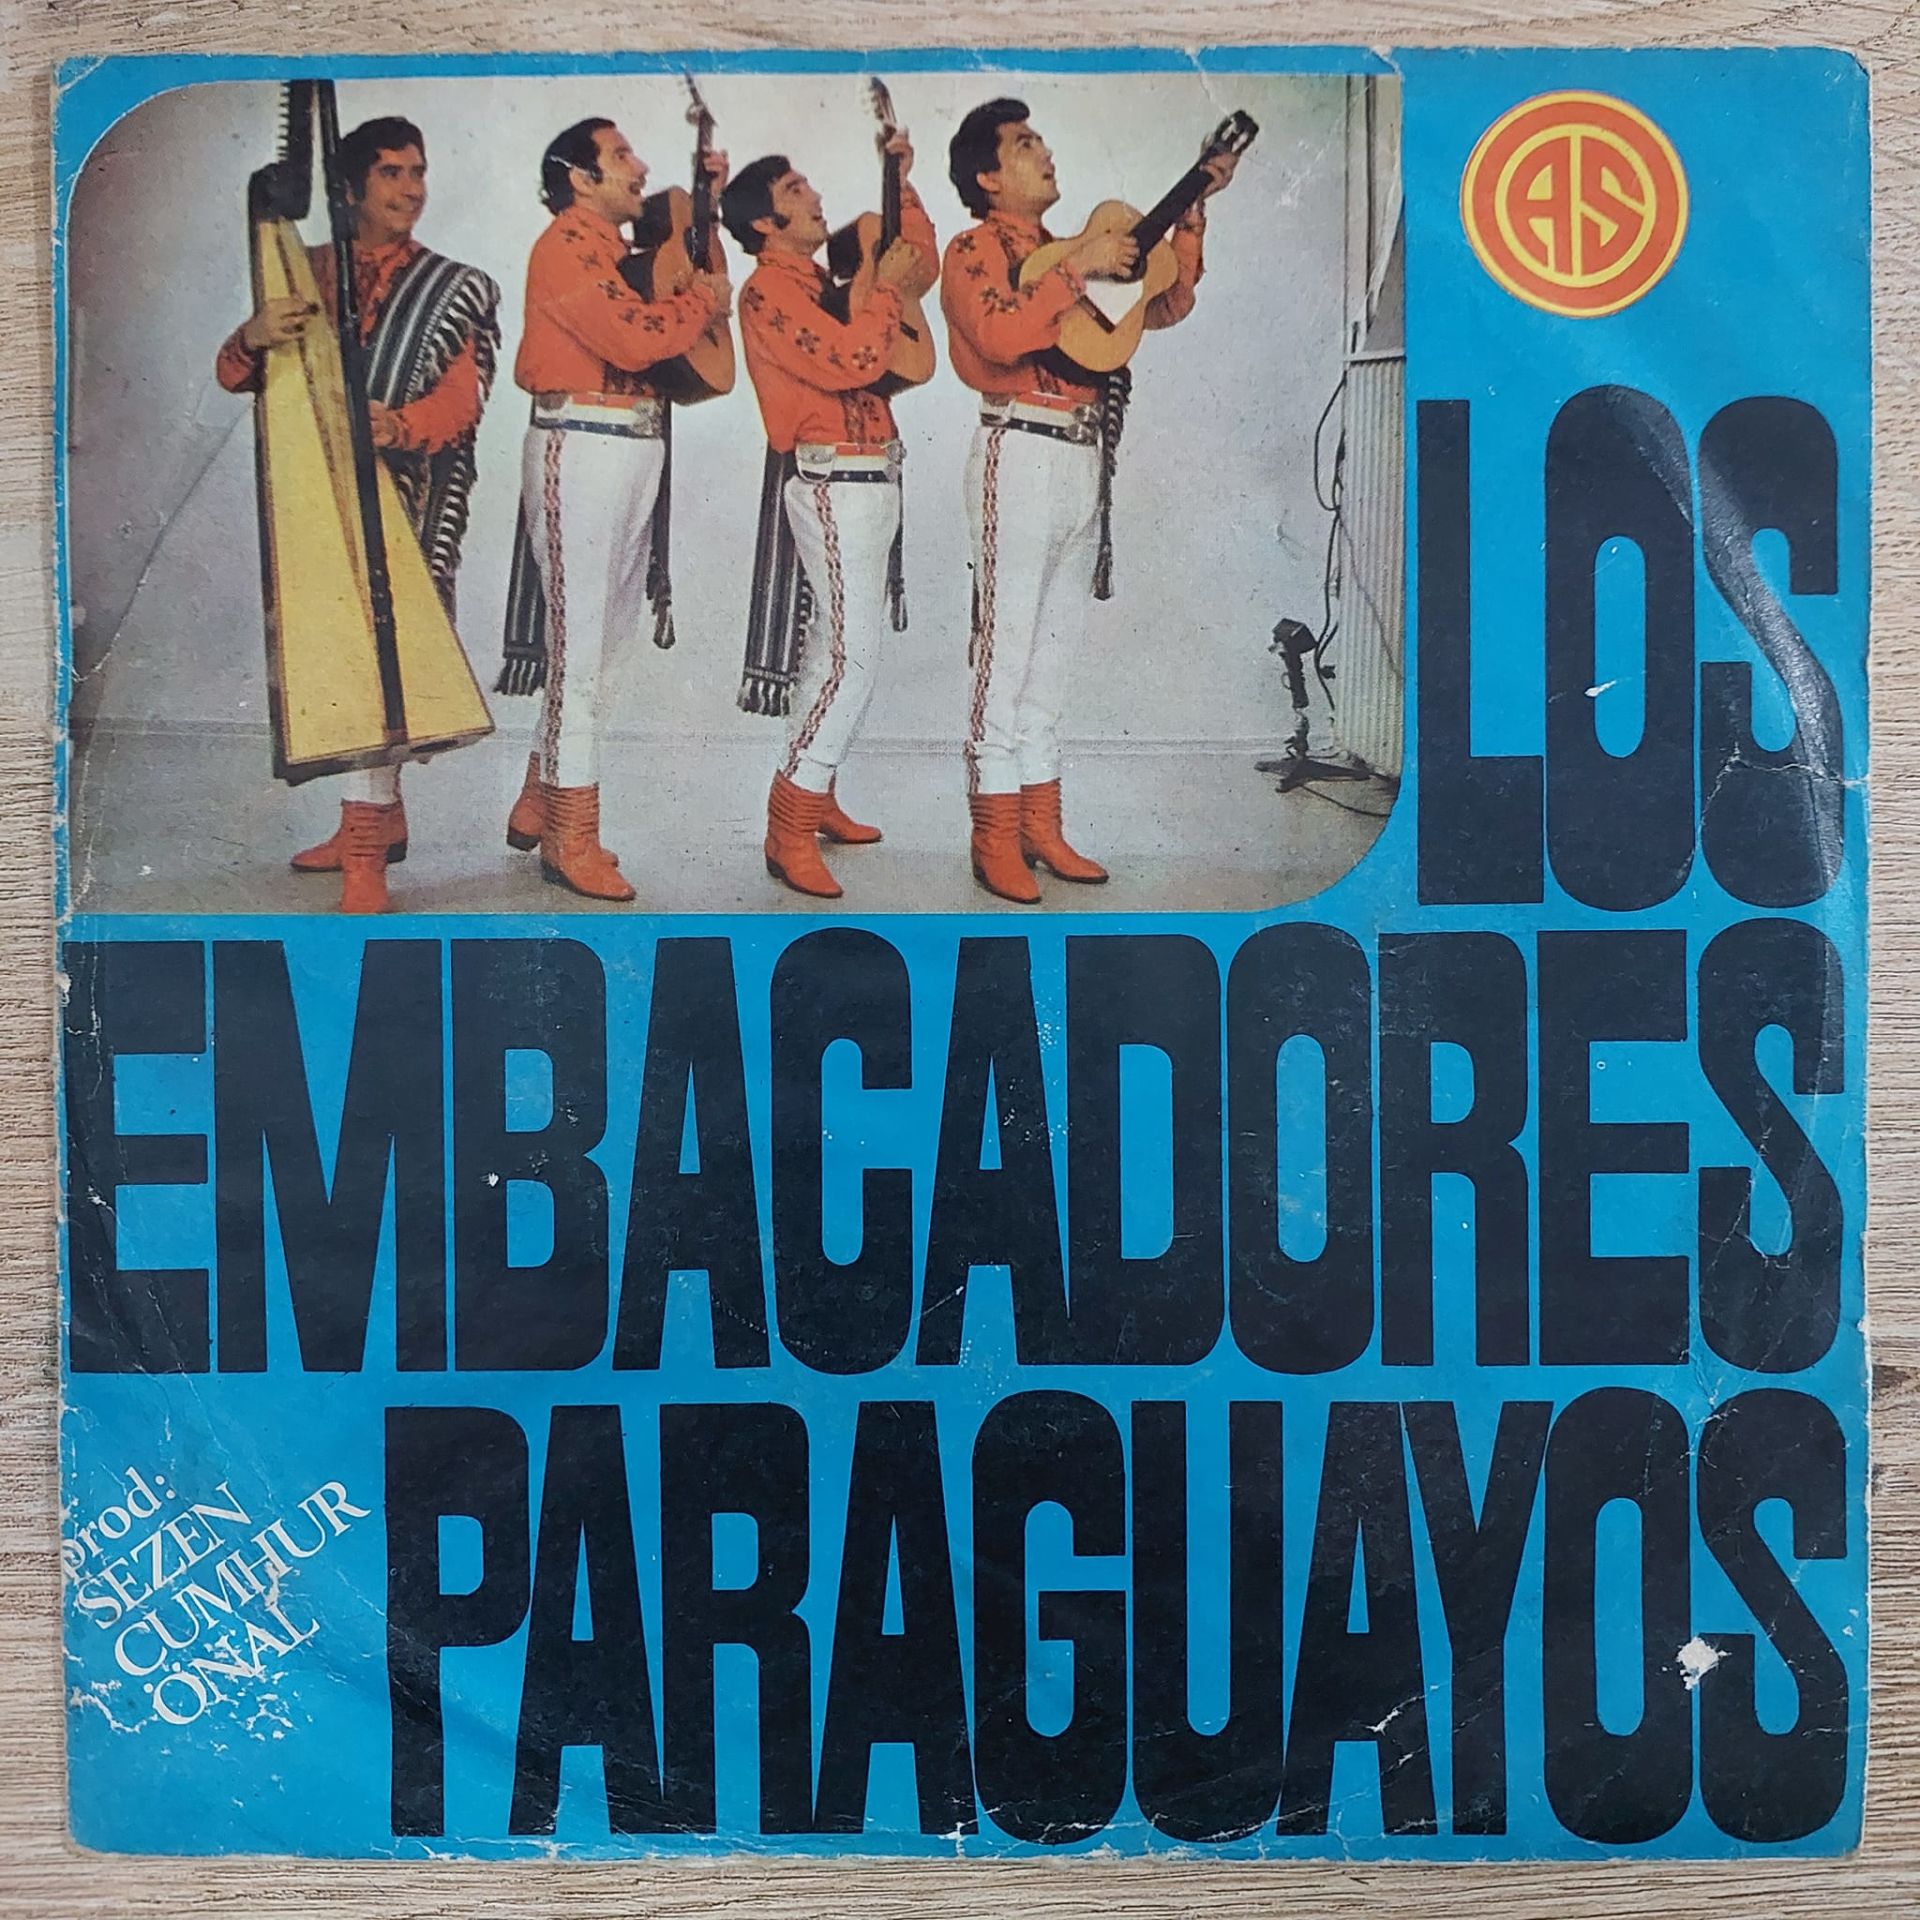 AS
LOS
EMBACADORES
PARAGUAYOS
prod:
SEZEN
CUMHUR
ÖNAL